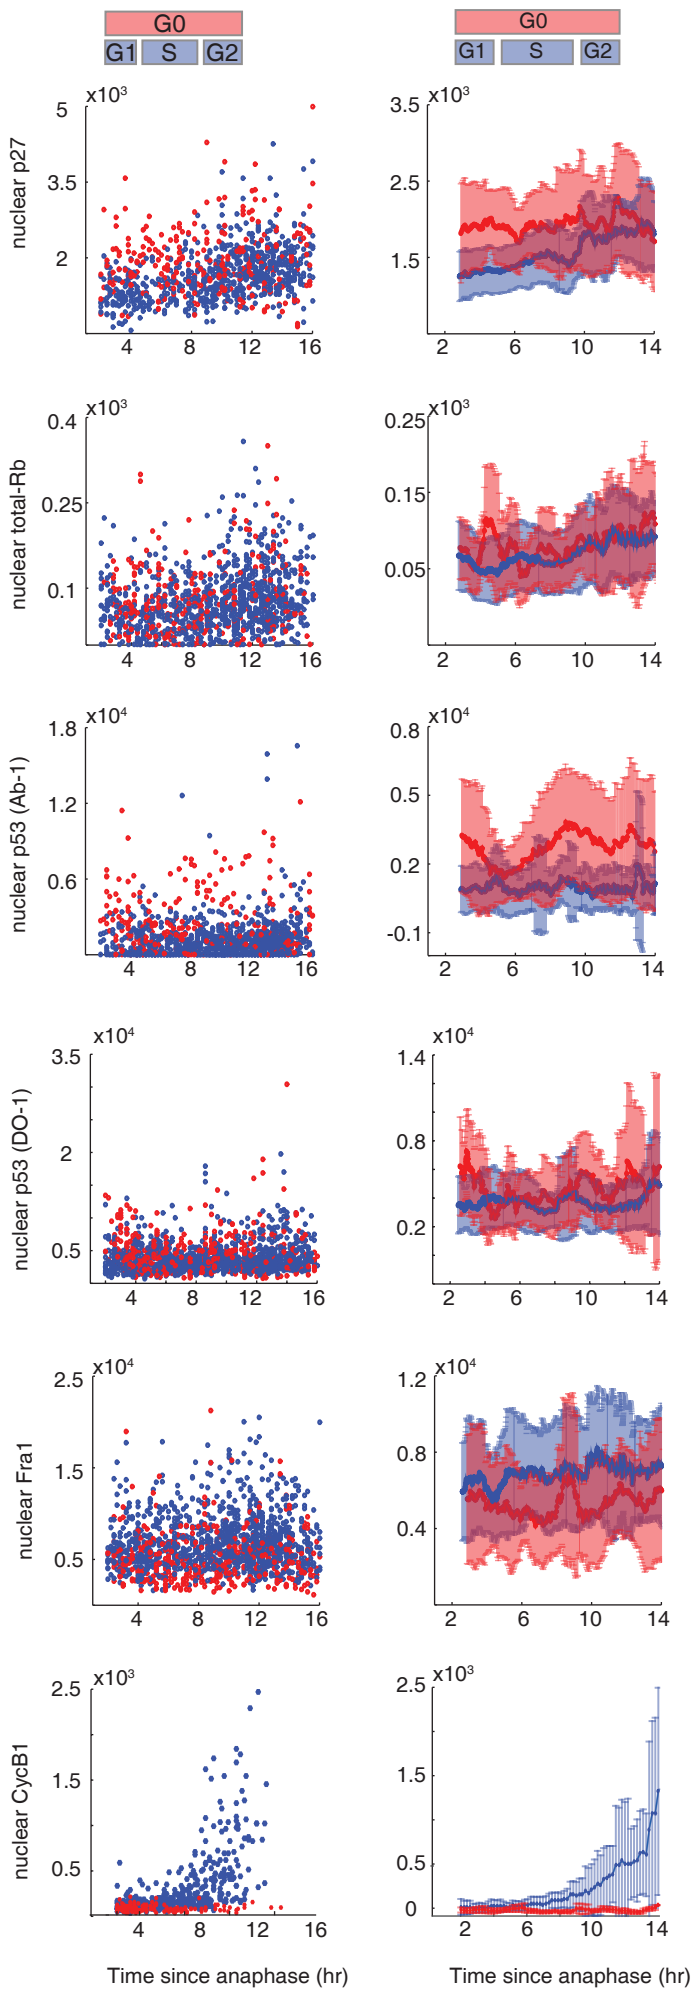 G0
G1 S G2
G0
G1 S G2
nuclear p27
x10³
5
3.5
2
4 8 12 16
x10³
3.5
2.5
1.5
2 6 10 14
nuclear total-Rb
x10³
0.4
0.25
0.1
4 8 12 16
x10³
0.25
0.15
0.05
2 6 10 14
nuclear p53 (Ab-1)
x10⁴
1.8
1.2
0.6
4 8 12 16
x10⁴
0.8
0.5
0.2
-0.1
2 6 10 14
nuclear p53 (DO-1)
x10⁴
3.5
2
0.5
4 8 12 16
x10⁴
1.4
0.8
0.2
2 6 10 14
nuclear Fra1
x10⁴
2.5
1.5
0.5
4 8 12 16
x10⁴
1.2
0.8
0.4
2 6 10 14
nuclear CycB1
x10³
2.5
1.5
0.5
4 8 12 16
Time since anaphase (hr)
x10³
2.5
1.5
0.5
0
2 6 10 14
Time since anaphase (hr)